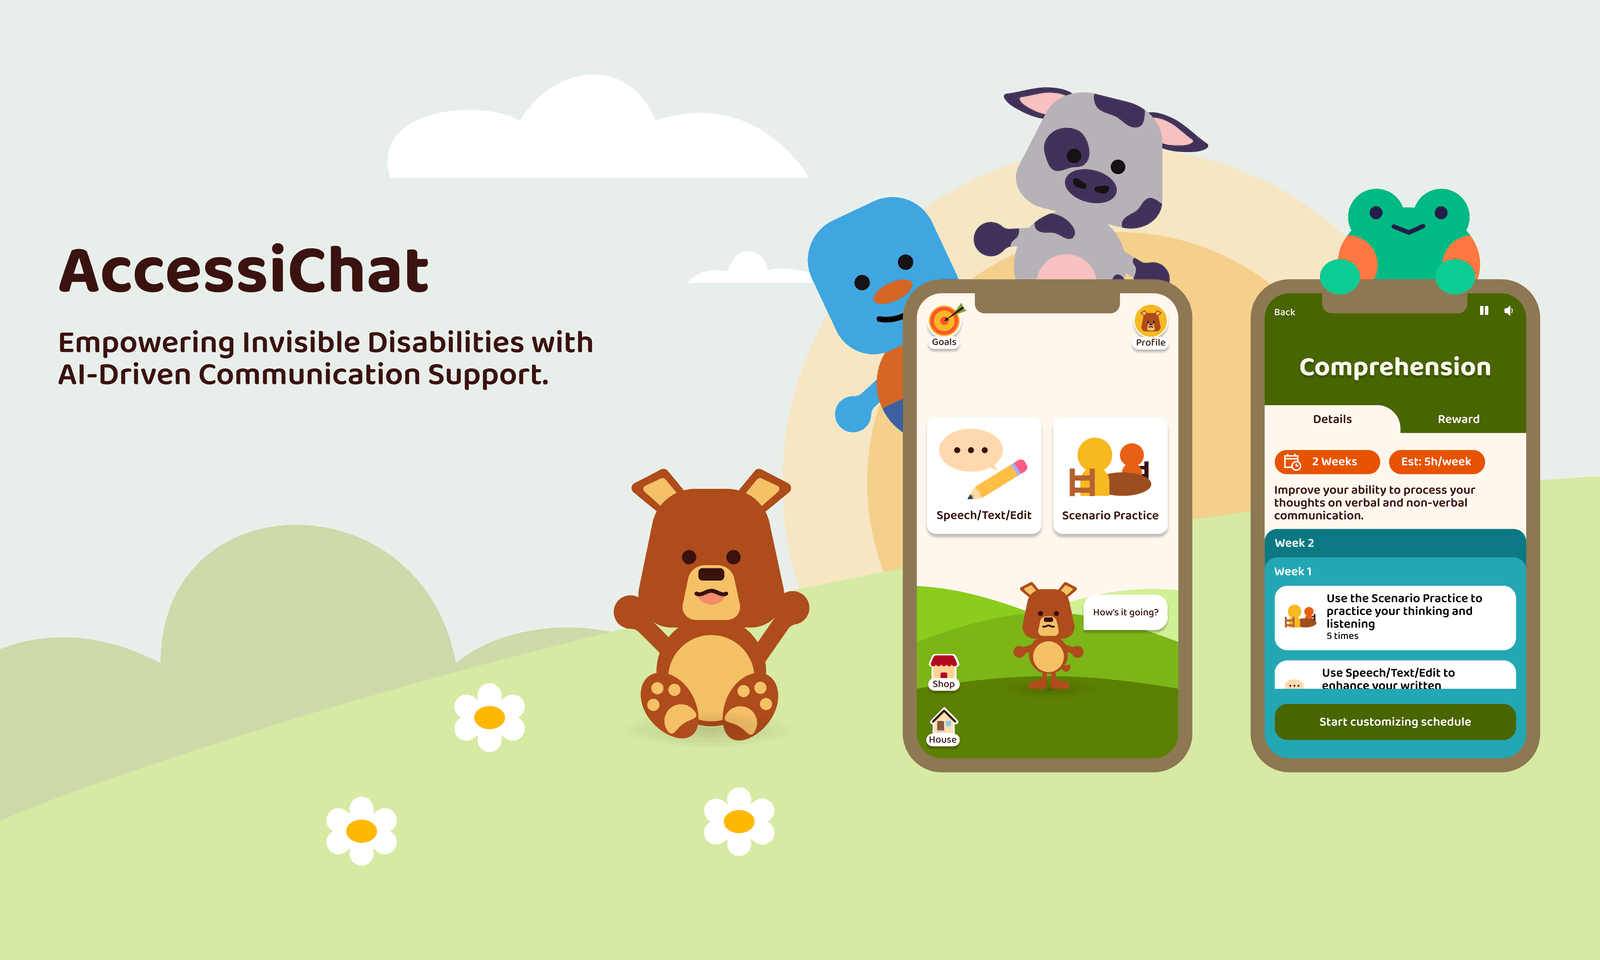 AccessiChat
Empowering Invisible Disabilities with
AI-Driven Communication Support.
Goals
Profile
Speech/Text/Edit
Scenario Practice
How's it going?
Shop
House
Back
Comprehension
Details
Reward
2 Weeks
Est: 5h/week
Improve your ability to process your
thoughts on verbal and non-verbal
communication.
Week 2
Week 1
Use the Scenario Practice to
practice your thinking and
listening
5 times
Use Speech/Text/Edit to
enhance your written
Start customizing schedule